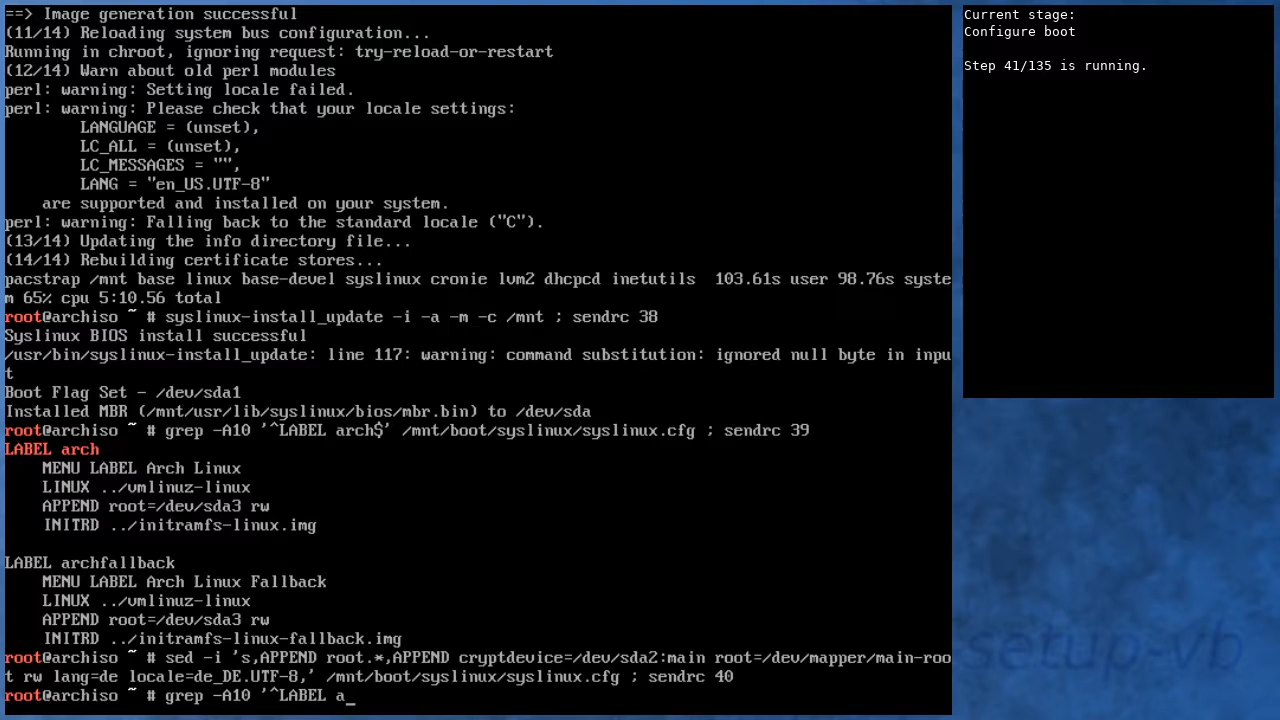 ==> Image generation successful
(11/14) Reloading system bus configuration...
Running in chroot, ignoring request: try-reload-or-restart
(12/14) Warn about old perl modules
perl: warning: Setting locale failed.
perl: warning: Please check that your locale settings:
        LANGUAGE = (unset),
        LC_ALL = (unset),
        LC_MESSAGES = "",
        LANG = "en_US.UTF-8"
    are supported and installed on your system.
perl: warning: Falling back to the standard locale ("C").
(13/14) Updating the info directory file...
(14/14) Rebuilding certificate stores...
pacstrap /mnt base linux base-devel syslinux cronie lvm2 dhcpcd inetutils  103.61s user 98.76s syste
m 65% cpu 5:10.56 total
root@archiso ~ # syslinux-install_update -i -a -m -c /mnt ; sendrc 38
Syslinux BIOS install successful
/usr/bin/syslinux-install_update: line 117: warning: command substitution: ignored null byte in inpu
t
Boot Flag Set - /dev/sda1
Installed MBR (/mnt/usr/lib/syslinux/bios/mbr.bin) to /dev/sda
root@archiso ~ # grep -A10 '^LABEL arch$' /mnt/boot/syslinux/syslinux.cfg ; sendrc 39
LABEL arch
    MENU LABEL Arch Linux
    LINUX ../vmlinuz-linux
    APPEND root=/dev/sda3 rw
    INITRD ../initramfs-linux.img

LABEL archfallback
    MENU LABEL Arch Linux Fallback
    LINUX ../vmlinuz-linux
    APPEND root=/dev/sda3 rw
    INITRD ../initramfs-linux-fallback.img
root@archiso ~ # sed -i 's,APPEND root.*,APPEND cryptdevice=/dev/sda2:main root=/dev/mapper/main-roo
t rw lang=de locale=de_DE.UTF-8,' /mnt/boot/syslinux/syslinux.cfg ; sendrc 40
root@archiso ~ # grep -A10 '^LABEL a_
Current stage:
Configure boot

Step 41/135 is running.
setup-vb